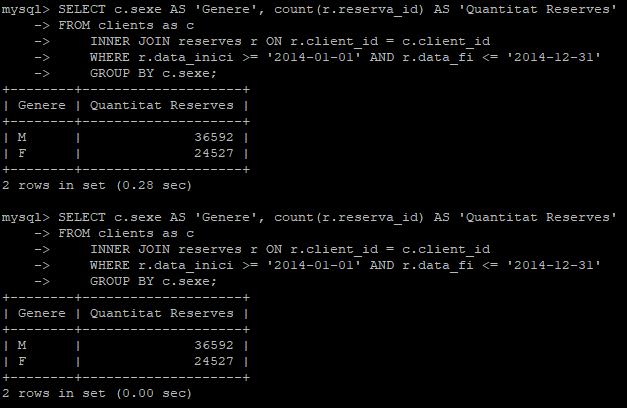 mysql> SELECT c.sexe AS 'Genere', count(r.reserva_id) AS 'Quantitat Reserves'
    -> FROM clients as c
    ->     INNER JOIN reserves r ON r.client_id = c.client_id
    ->     WHERE r.data_inici >= '2014-01-01' AND r.data_fi <= '2014-12-31'
    ->     GROUP BY c.sexe;
+--------+--------------------+
| Genere | Quantitat Reserves |
+--------+--------------------+
| M      |              36592 |
| F      |              24527 |
+--------+--------------------+
2 rows in set (0.28 sec)

mysql> SELECT c.sexe AS 'Genere', count(r.reserva_id) AS 'Quantitat Reserves'
    -> FROM clients as c
    ->     INNER JOIN reserves r ON r.client_id = c.client_id
    ->     WHERE r.data_inici >= '2014-01-01' AND r.data_fi <= '2014-12-31'
    ->     GROUP BY c.sexe;
+--------+--------------------+
| Genere | Quantitat Reserves |
+--------+--------------------+
| M      |              36592 |
| F      |              24527 |
+--------+--------------------+
2 rows in set (0.00 sec)